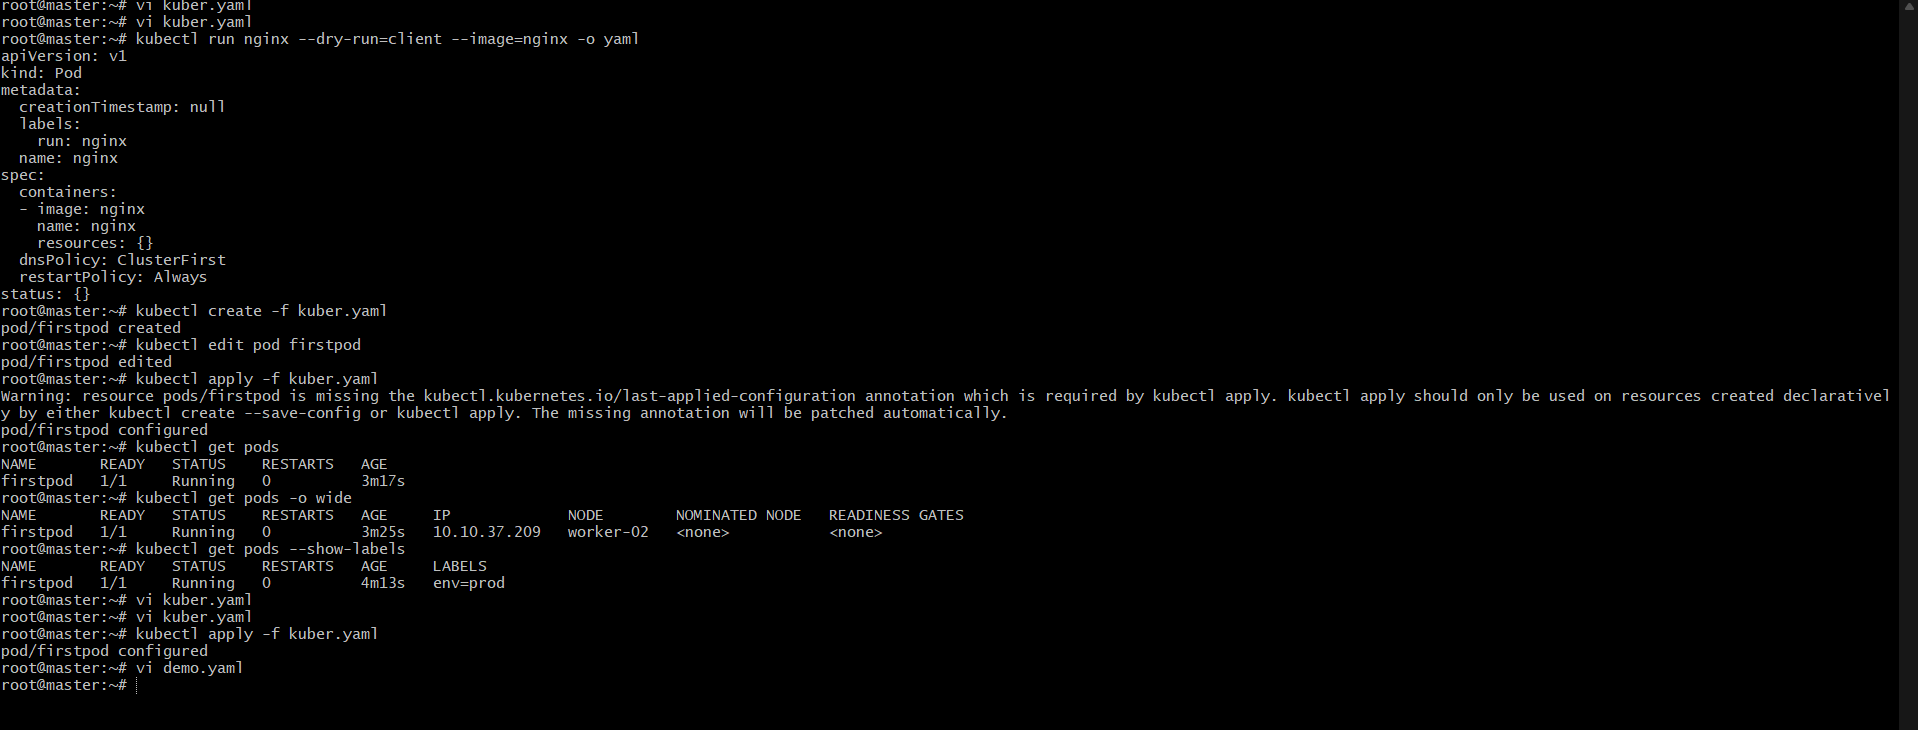 root@master:~# vi kuber.yaml
root@master:~# vi kuber.yaml
root@master:~# kubectl run nginx --dry-run=client --image=nginx -o yaml
apiVersion: v1
kind: Pod
metadata:
  creationTimestamp: null
  labels:
    run: nginx
  name: nginx
spec:
  containers:
  - image: nginx
    name: nginx
    resources: {}
  dnsPolicy: ClusterFirst
  restartPolicy: Always
status: {}
root@master:~# kubectl create -f kuber.yaml
pod/firstpod created
root@master:~# kubectl edit pod firstpod
pod/firstpod edited
root@master:~# kubectl apply -f kuber.yaml
Warning: resource pods/firstpod is missing the kubectl.kubernetes.io/last-applied-configuration annotation which is required by kubectl apply. kubectl apply should only be used on resources created declarativel
y by either kubectl create --save-config or kubectl apply. The missing annotation will be patched automatically.
pod/firstpod configured
root@master:~# kubectl get pods
NAME       READY   STATUS    RESTARTS   AGE
firstpod   1/1     Running   0          3m17s
root@master:~# kubectl get pods -o wide
NAME       READY   STATUS    RESTARTS   AGE     IP             NODE        NOMINATED NODE   READINESS GATES
firstpod   1/1     Running   0          3m25s   10.10.37.209   worker-02   <none>           <none>
root@master:~# kubectl get pods --show-labels
NAME       READY   STATUS    RESTARTS   AGE     LABELS
firstpod   1/1     Running   0          4m13s   env=prod
root@master:~# vi kuber.yaml
root@master:~# vi kuber.yaml
root@master:~# kubectl apply -f kuber.yaml
pod/firstpod configured
root@master:~# vi demo.yaml
root@master:~#